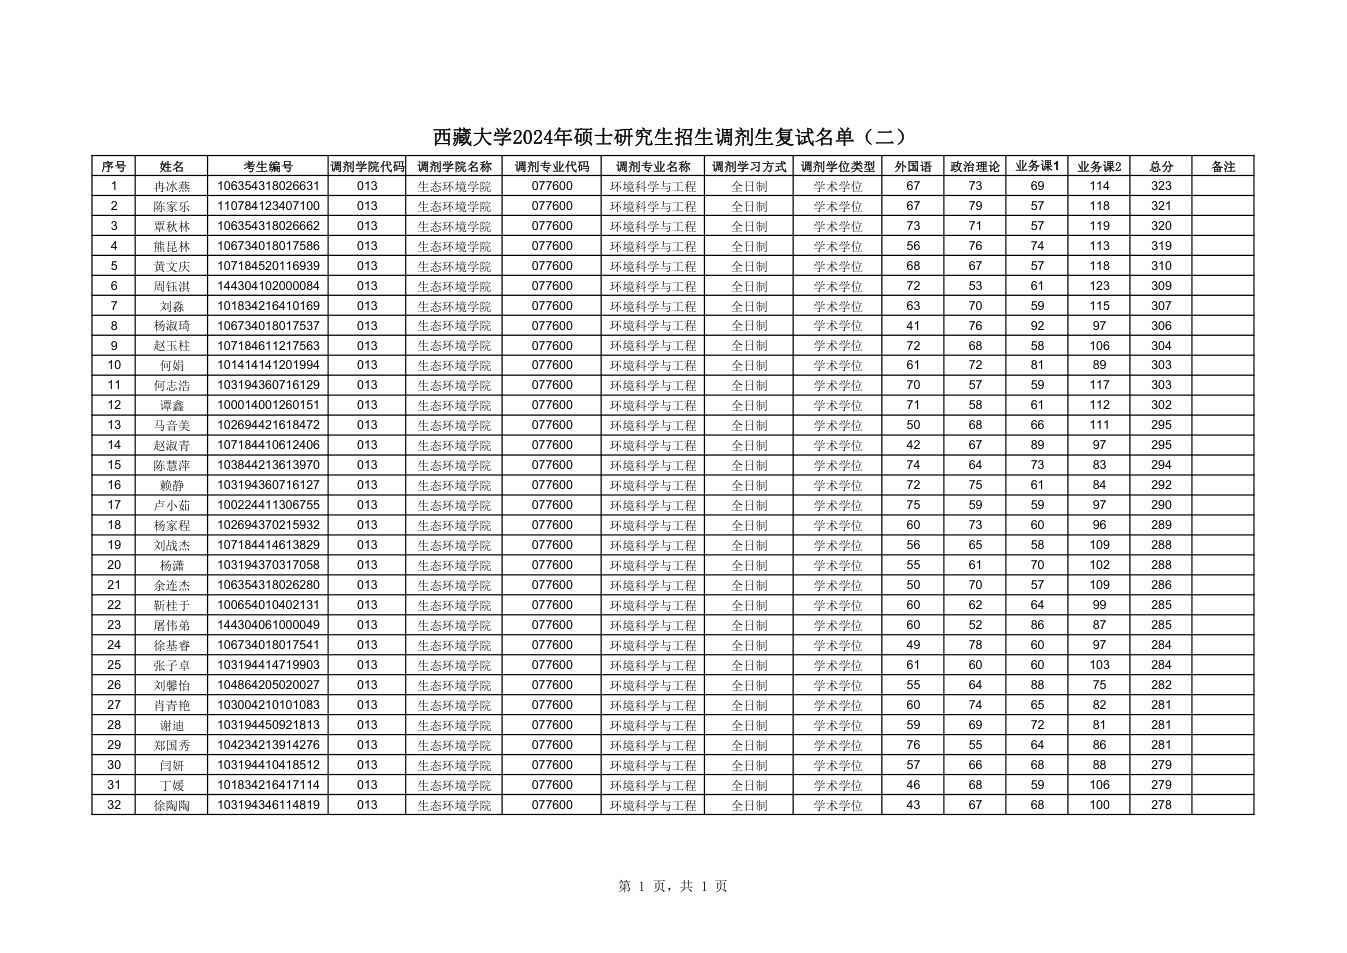 西藏大学2024年硕士研究生招生调剂生复试名单（二）
序号 姓名 考生编号 调剂学院代码 调剂学院名称 调剂专业代码 调剂专业名称 调剂学习方式 调剂学位类型 外国语 政治理论 业务课1 业务课2 总分 备注
1 冉冰燕 106354318026631 013 生态环境学院 077600 环境科学与工程 全日制 学术学位 67 73 69 114 323
2 陈家乐 110784123407100 013 生态环境学院 077600 环境科学与工程 全日制 学术学位 67 79 57 118 321
3 覃秋林 106354318026662 013 生态环境学院 077600 环境科学与工程 全日制 学术学位 73 71 57 119 320
4 熊昆林 106734018017586 013 生态环境学院 077600 环境科学与工程 全日制 学术学位 56 76 74 113 319
5 黄文庆 107184520116939 013 生态环境学院 077600 环境科学与工程 全日制 学术学位 68 67 57 118 310
6 周钰淇 144304102000084 013 生态环境学院 077600 环境科学与工程 全日制 学术学位 72 53 61 123 309
7 刘淼 101834216410169 013 生态环境学院 077600 环境科学与工程 全日制 学术学位 63 70 59 115 307
8 杨淑琦 106734018017537 013 生态环境学院 077600 环境科学与工程 全日制 学术学位 41 76 92 97 306
9 赵玉柱 107184611217563 013 生态环境学院 077600 环境科学与工程 全日制 学术学位 72 68 58 106 304
10 何娟 101414141201994 013 生态环境学院 077600 环境科学与工程 全日制 学术学位 61 72 81 89 303
11 何志浩 103194360716129 013 生态环境学院 077600 环境科学与工程 全日制 学术学位 70 57 59 117 303
12 谭鑫 100014001260151 013 生态环境学院 077600 环境科学与工程 全日制 学术学位 71 58 61 112 302
13 马音美 102694421618472 013 生态环境学院 077600 环境科学与工程 全日制 学术学位 50 68 66 111 295
14 赵淑青 107184410612406 013 生态环境学院 077600 环境科学与工程 全日制 学术学位 42 67 89 97 295
15 陈慧萍 103844213613970 013 生态环境学院 077600 环境科学与工程 全日制 学术学位 74 64 73 83 294
16 赖静 103194360716127 013 生态环境学院 077600 环境科学与工程 全日制 学术学位 72 75 61 84 292
17 卢小茹 100224411306755 013 生态环境学院 077600 环境科学与工程 全日制 学术学位 75 59 59 97 290
18 杨家程 102694370215932 013 生态环境学院 077600 环境科学与工程 全日制 学术学位 60 73 60 96 289
19 刘战杰 107184414613829 013 生态环境学院 077600 环境科学与工程 全日制 学术学位 56 65 58 109 288
20 杨潇 103194370317058 013 生态环境学院 077600 环境科学与工程 全日制 学术学位 55 61 70 102 288
21 余连杰 106354318026280 013 生态环境学院 077600 环境科学与工程 全日制 学术学位 50 70 57 109 286
22 靳桂于 100654010402131 013 生态环境学院 077600 环境科学与工程 全日制 学术学位 60 62 64 99 285
23 屠伟弟 144304061000049 013 生态环境学院 077600 环境科学与工程 全日制 学术学位 60 52 86 87 285
24 徐基睿 106734018017541 013 生态环境学院 077600 环境科学与工程 全日制 学术学位 49 78 60 97 284
25 张子卓 103194414719903 013 生态环境学院 077600 环境科学与工程 全日制 学术学位 61 60 60 103 284
26 刘馨怡 104864205020027 013 生态环境学院 077600 环境科学与工程 全日制 学术学位 55 64 88 75 282
27 肖青艳 103004210101083 013 生态环境学院 077600 环境科学与工程 全日制 学术学位 60 74 65 82 281
28 谢迪 103194450921813 013 生态环境学院 077600 环境科学与工程 全日制 学术学位 59 69 72 81 281
29 郑国秀 104234213914276 013 生态环境学院 077600 环境科学与工程 全日制 学术学位 76 55 64 86 281
30 闫妍 103194410418512 013 生态环境学院 077600 环境科学与工程 全日制 学术学位 57 66 68 88 279
31 丁媛 101834216417114 013 生态环境学院 077600 环境科学与工程 全日制 学术学位 46 68 59 106 279
32 徐陶陶 103194346114819 013 生态环境学院 077600 环境科学与工程 全日制 学术学位 43 67 68 100 278
第 1 页，共 1 页